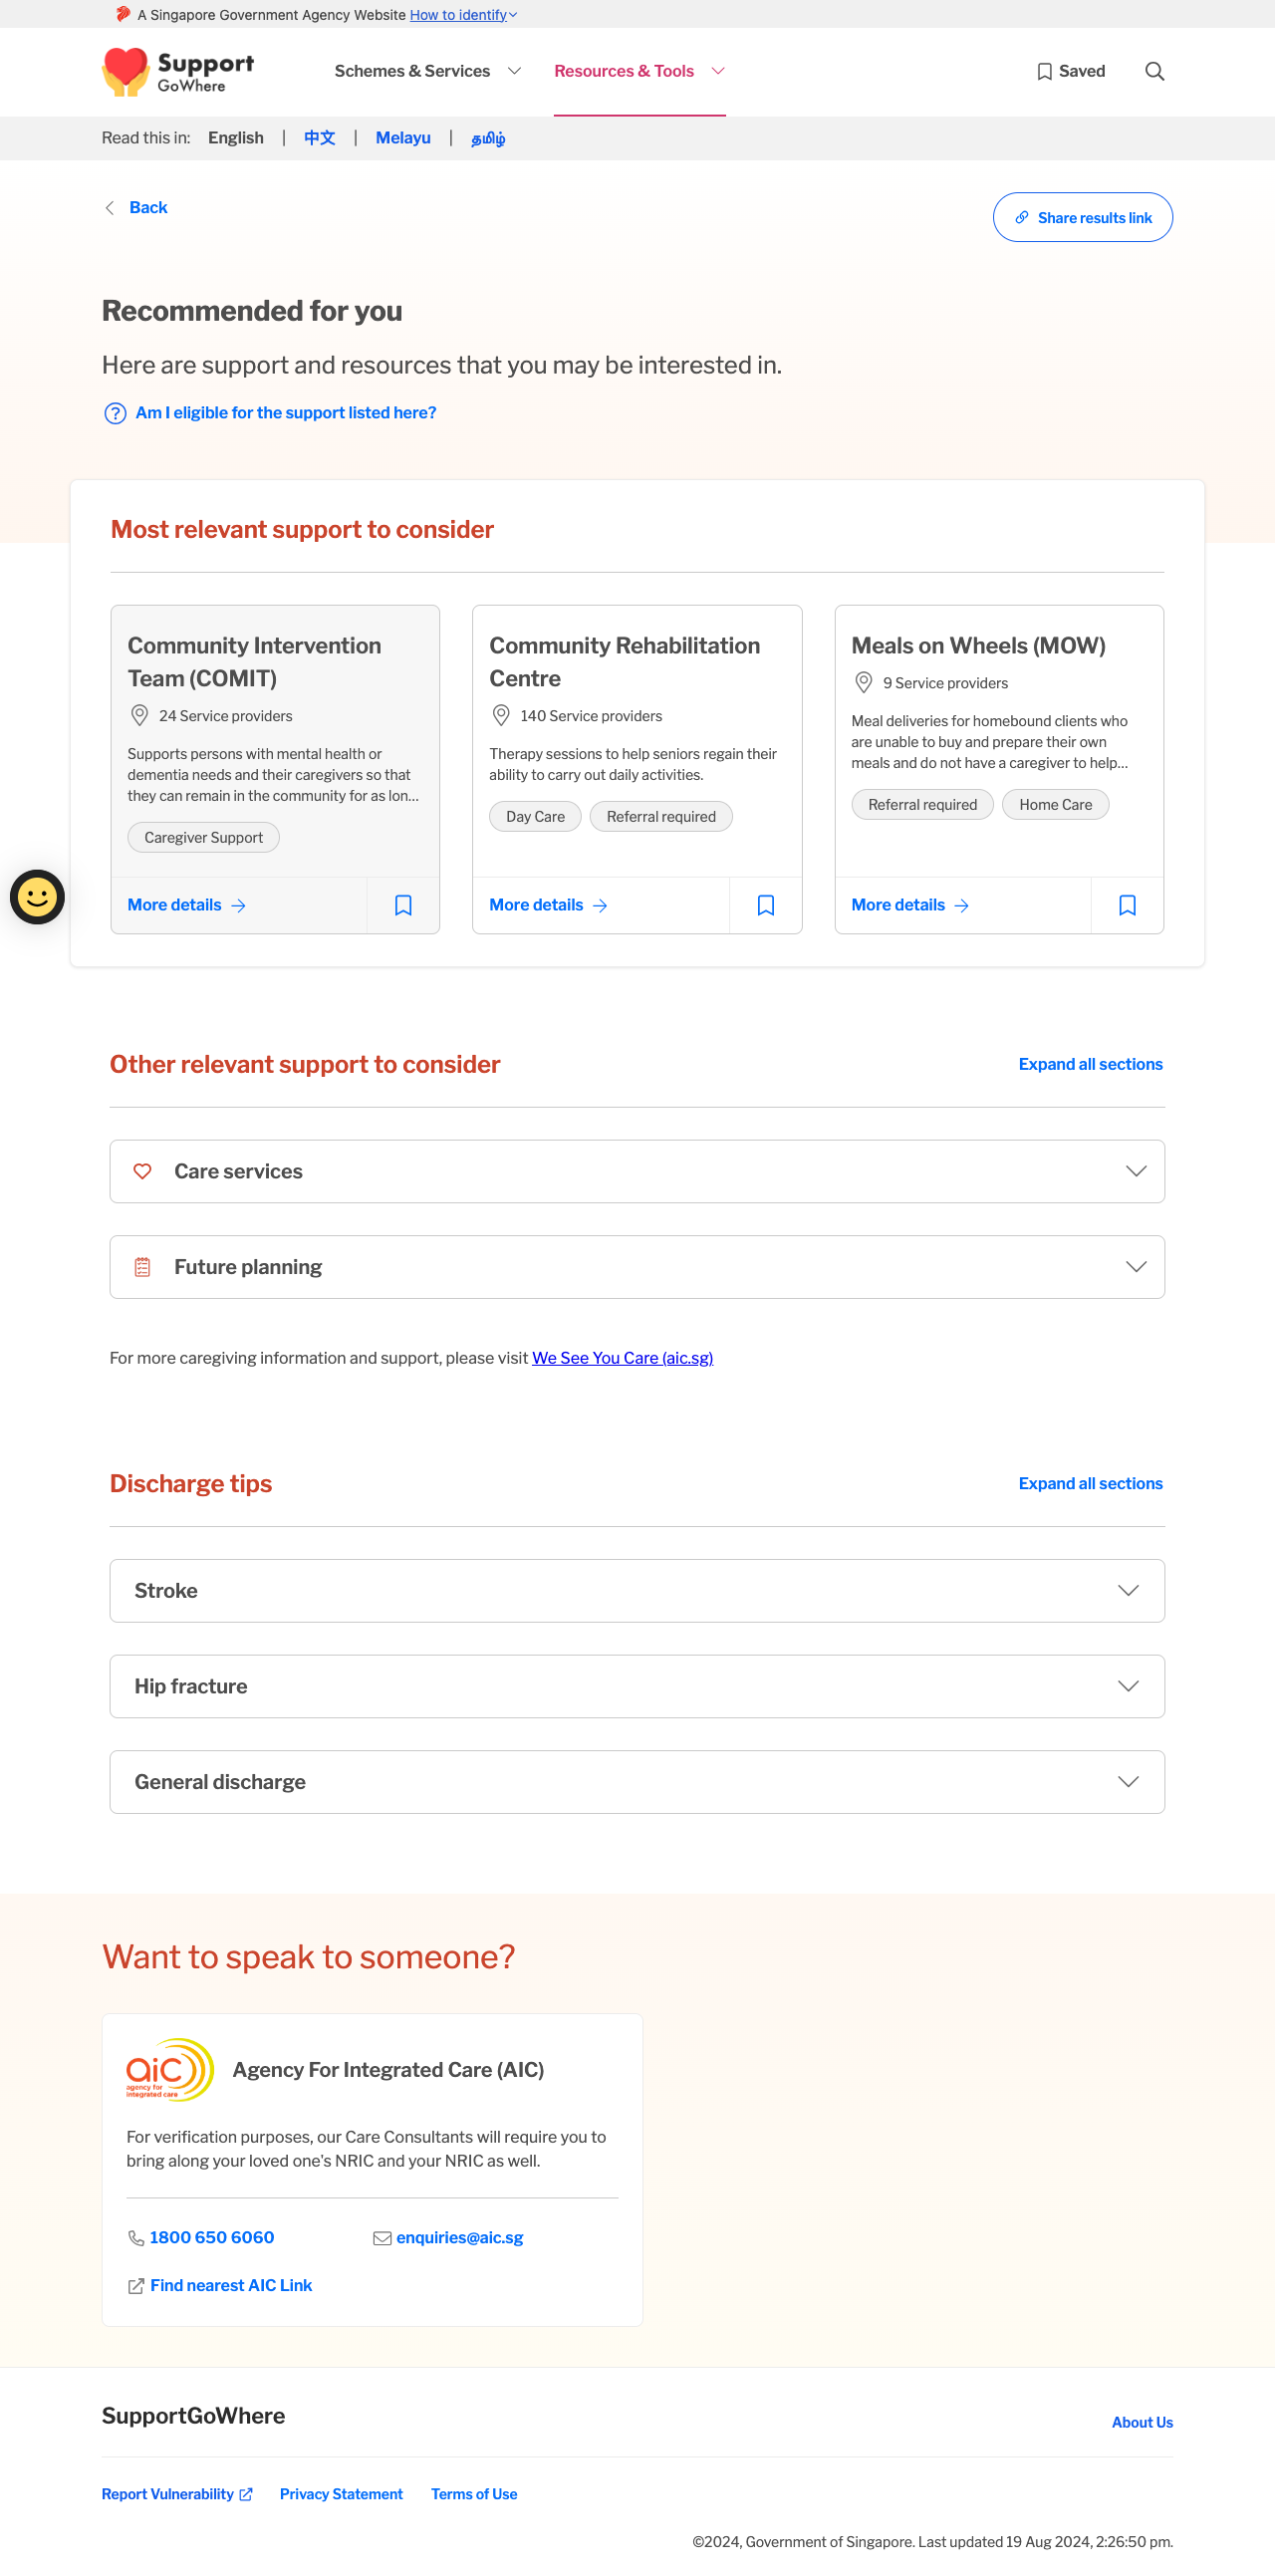 A Singapore Government Agency Website How to identify
Support
GoWhere
Schemes & Services
Resources & Tools
Saved
Read this in: English | 中文 | Melayu | தமிழ்
Back
Share results link
Recommended for you
Here are support and resources that you may be interested in.
Am I eligible for the support listed here?
Most relevant support to consider
Community Intervention
Team (COMIT)
24 Service providers
Supports persons with mental health or
dementia needs and their caregivers so that
they can remain in the community for as lon...
Caregiver Support
More details
Community Rehabilitation
Centre
140 Service providers
Therapy sessions to help seniors regain their
ability to carry out daily activities.
Day Care
Referral required
More details
Meals on Wheels (MOW)
9 Service providers
Meal deliveries for homebound clients who
are unable to buy and prepare their own
meals and do not have a caregiver to help...
Referral required
Home Care
More details
Other relevant support to consider
Expand all sections
Care services
Future planning
For more caregiving information and support, please visit We See You Care (aic.sg)
Discharge tips
Expand all sections
Stroke
Hip fracture
General discharge
Want to speak to someone?
aic
agency for
integrated care
Agency For Integrated Care (AIC)
For verification purposes, our Care Consultants will require you to
bring along your loved one's NRIC and your NRIC as well.
1800 650 6060
enquiries@aic.sg
Find nearest AIC Link
SupportGoWhere
About Us
Report Vulnerability
Privacy Statement
Terms of Use
©2024, Government of Singapore. Last updated 19 Aug 2024, 2:26:50 pm.